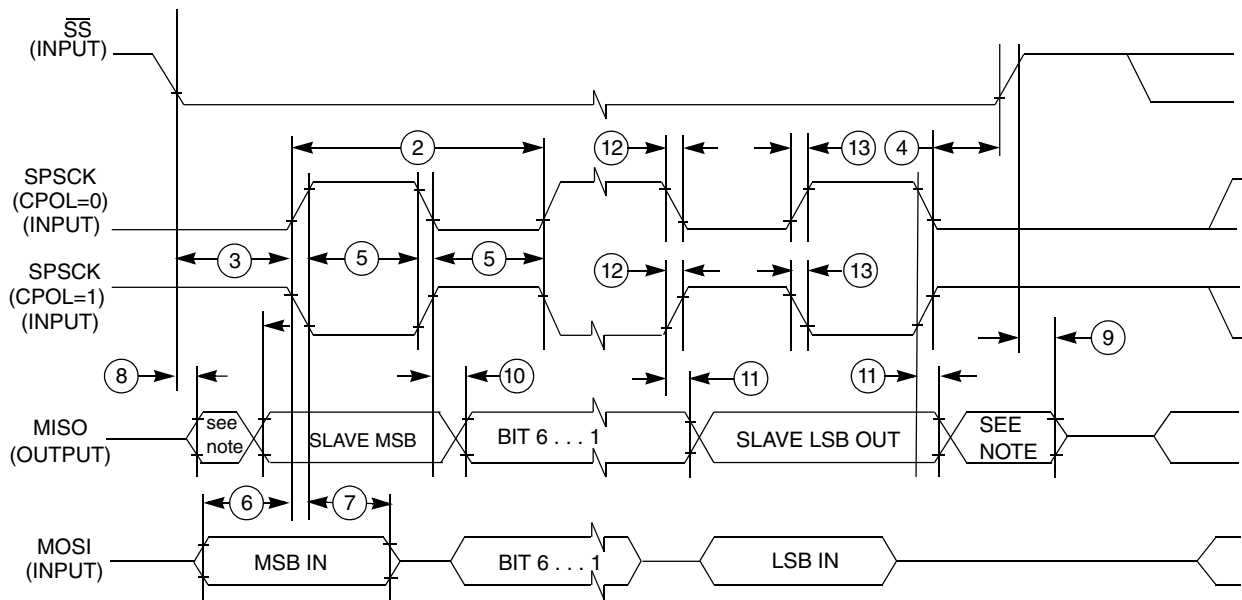 SS
(INPUT)
2
12
13
4
SPSCK
(CPOL=0)
(INPUT)
3
5
5
SPSCK
(CPOL=1)
(INPUT)
12
13
8
10
11
11
9
MISO
(OUTPUT)
see
note
SLAVE MSB
BIT 6 . . . 1
SLAVE LSB OUT
SEE
NOTE
6
7
MOSI
(INPUT)
MSB IN
BIT 6 . . . 1
LSB IN